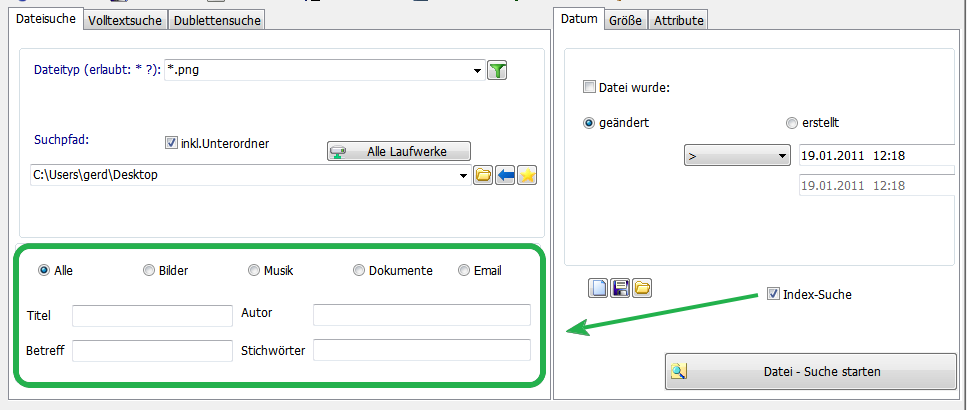 Dateisuche Volltextsuche Dublettensuche
Dateityp (erlaubt: * ?): *.png
Suchpfad:
inkl.Unterordner
Alle Laufwerke
C:\Users\gerd\Desktop
Alle Bilder Musik Dokumente Email
Titel Autor
Betreff Stichwörter
Datum Größe Attribute
Datei wurde:
geändert erstellt
> 19.01.2011 12:18
19.01.2011 12:18
Index-Suche
Datei - Suche starten